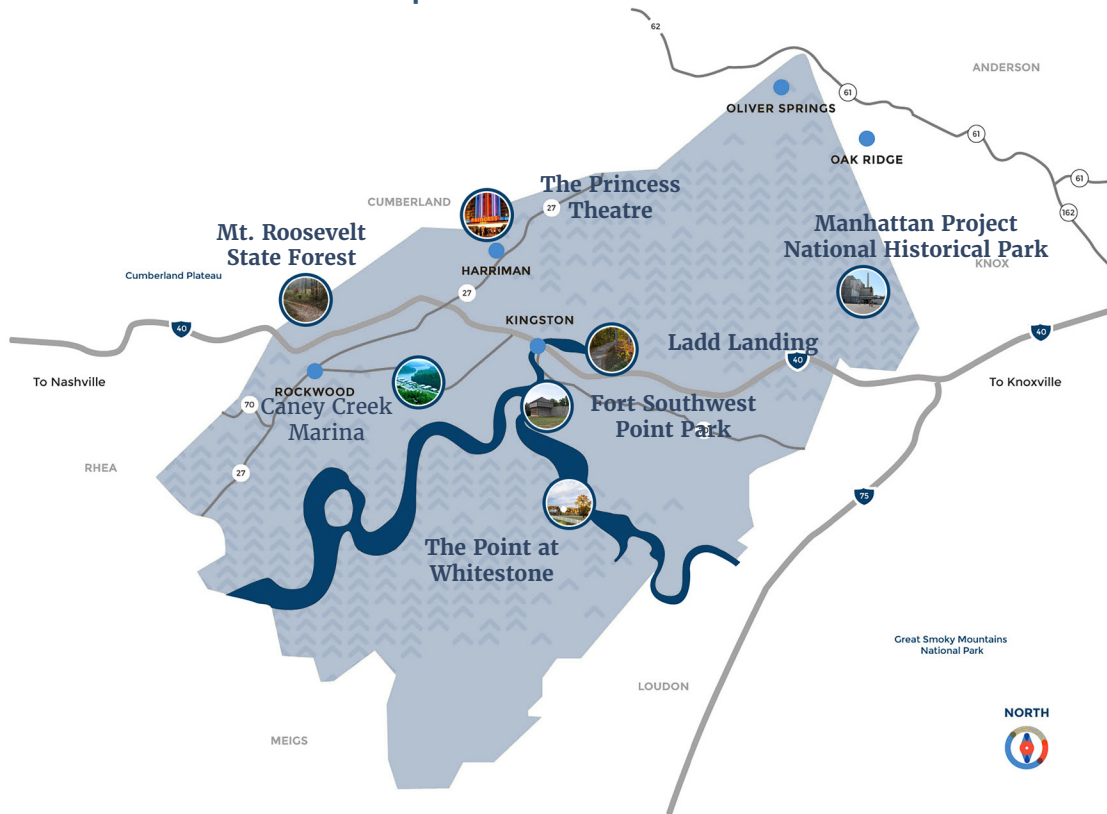 62
ANDERSON
61
OLIVER SPRINGS
61
OAK RIDGE
61
162
CUMBERLAND
The Princess
Theatre
27
Mt. Roosevelt
State Forest
Manhattan Project
National Historical Park
KNOX
Cumberland Plateau
HARRIMAN
27
40
KINGSTON
40
Ladd Landing
40
To Nashville
To Knoxville
ROCKWOOD
70
Caney Creek
Marina
Fort Southwest
Point Park
RHEA
27
75
The Point at
Whitestone
Great Smoky Mountains
National Park
LOUDON
NORTH
MEIGS